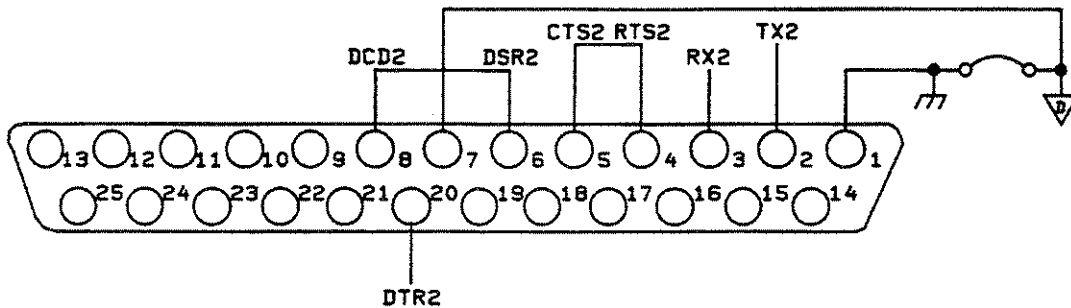 TX2
CTS2 RTS2
DCD2 DSR2 RX2
D
13 12 11 10 9 8 7 6 5 4 3 2 1
25 24 23 22 21 20 19 18 17 16 15 14
DTR2